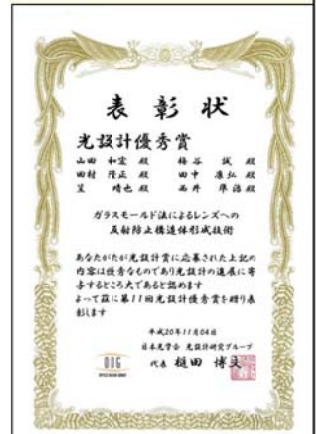 表彰状
光設計優秀賞
山田 和宏 殿 梅谷 誠 殿
田村 隆正 殿 田中 康弘 殿
笙 晴也 殿 西井 準治 殿
ガラスモールド法によるレンズへの
反射防止構造体形成技術
あなたがたが光設計賞に応募された上記の
内容は優秀なものであり光設計の進展に寄
与するところ大であると認めます
よって茲に第11回光設計優秀賞を贈り表
彰します
平成20年11月04日
日本光学会 光設計研究グループ
代表 槌田 博文
ODG